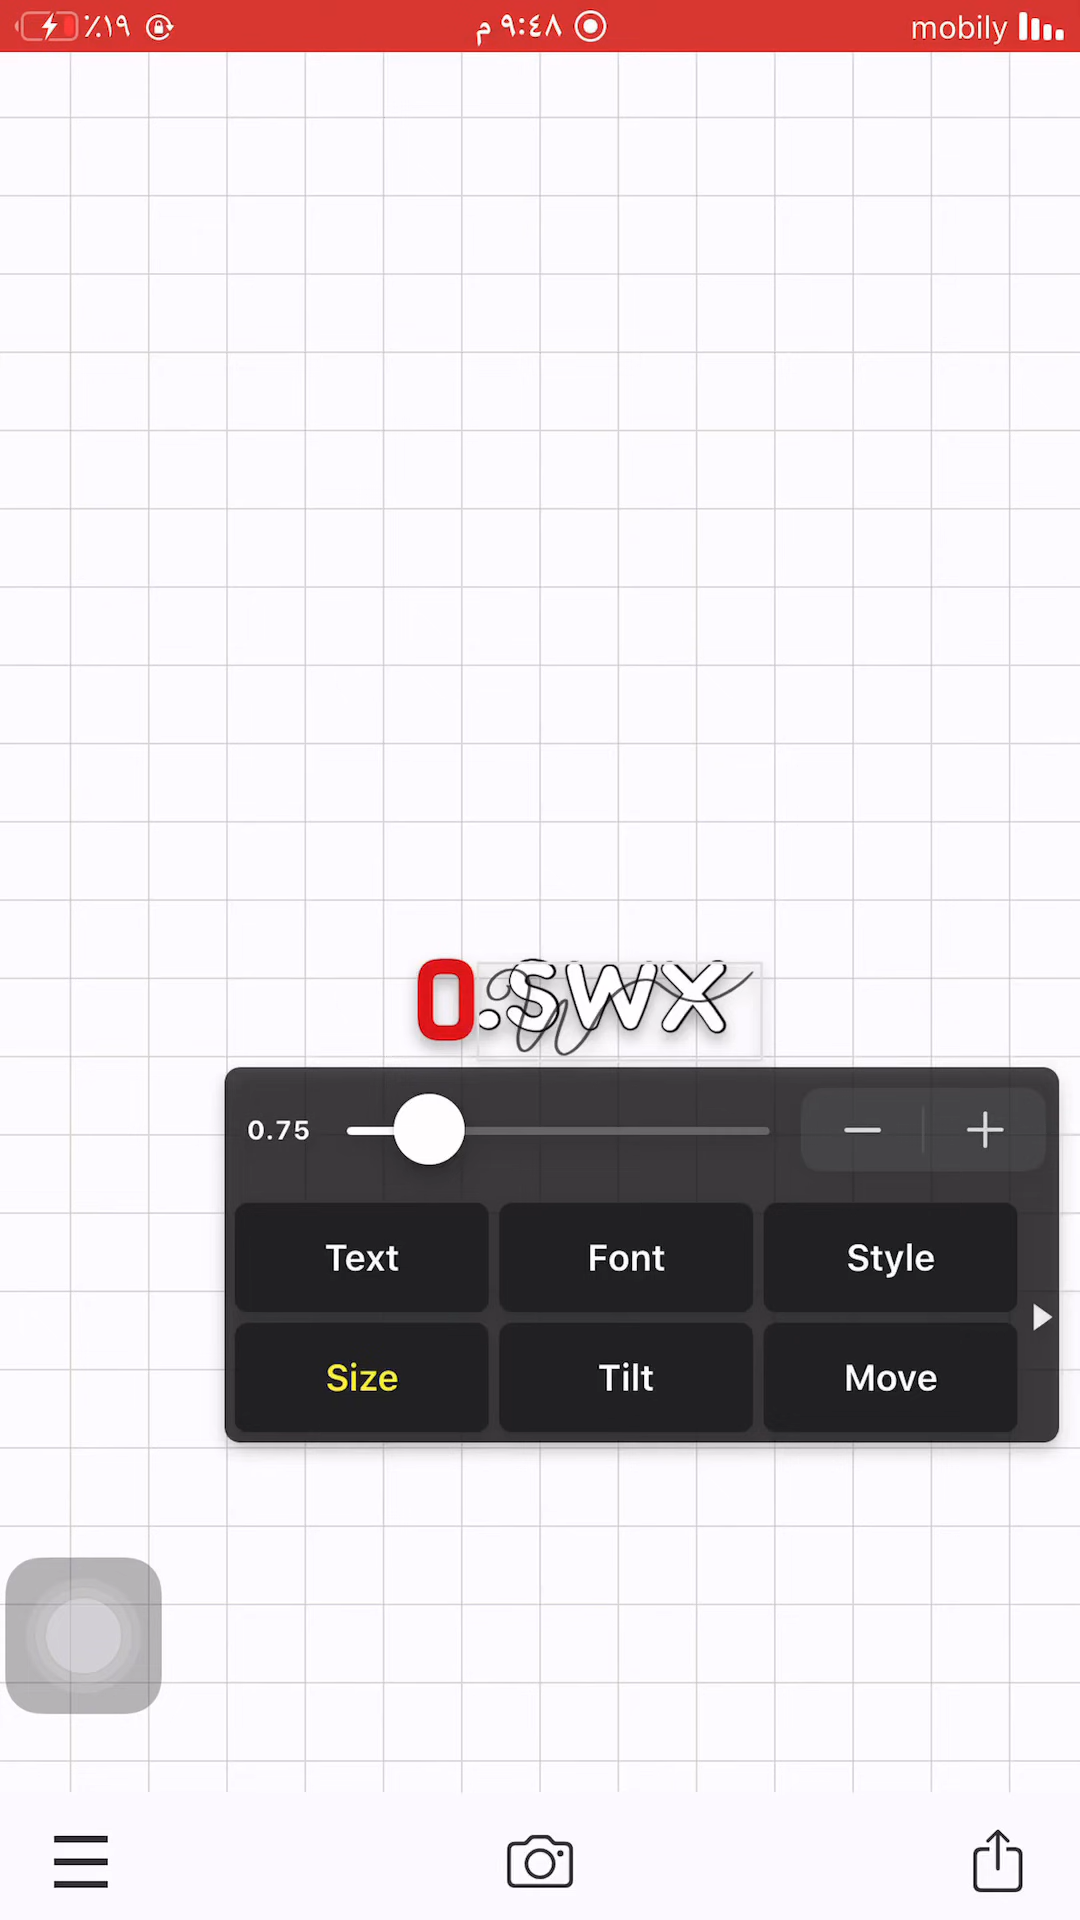 ٪١٩ ٩:٤٨ م mobily
0.SWX
W
0.75
Text Font Style
Size Tilt Move